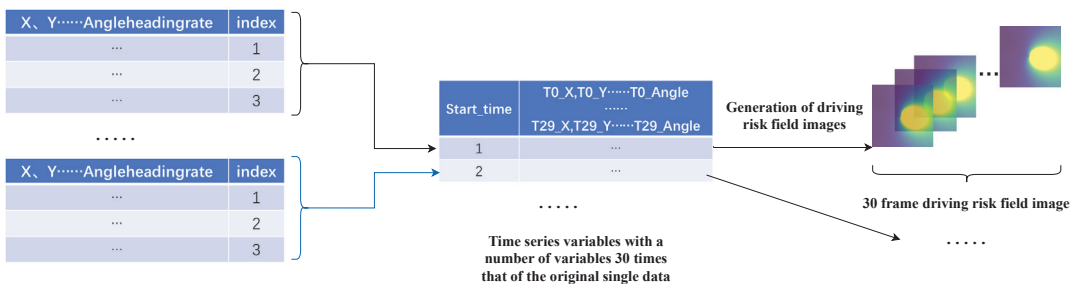 X、Y⋯⋯Angleheadingrate index
⋯ 1
⋯ 2
⋯ 3
.....
X、Y⋯⋯Angleheadingrate index
⋯ 1
⋯ 2
⋯ 3
Start_time
T0_X,T0_Y⋯⋯T0_Angle
⋯⋯
T29_X,T29_Y⋯⋯T29_Angle
1 ⋯
2 ⋯
.....
Time series variables with a
number of variables 30 times
that of the original single data
Generation of driving
risk field images
...
30 frame driving risk field image
.....